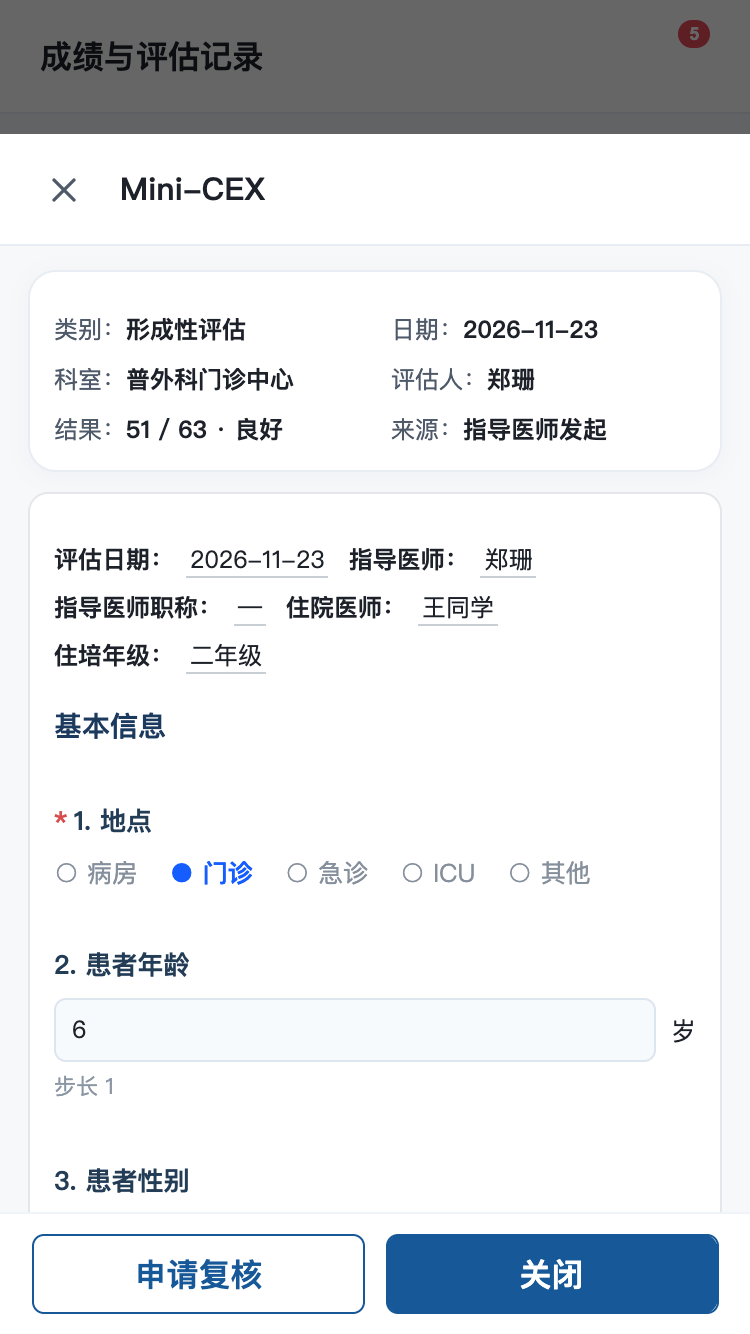 成绩与评估记录
5
Mini-CEX
类别：形成性评估 日期：2026-11-23
科室：普外科门诊中心 评估人：郑珊
结果：51 / 63 · 良好 来源：指导医师发起
评估日期： 2026-11-23 指导医师： 郑珊
指导医师职称： — 住院医师： 王同学
住培年级： 二年级
基本信息
* 1. 地点
病房 门诊 急诊 ICU 其他
2. 患者年龄
6 岁
步长 1
3. 患者性别
申请复核 关闭